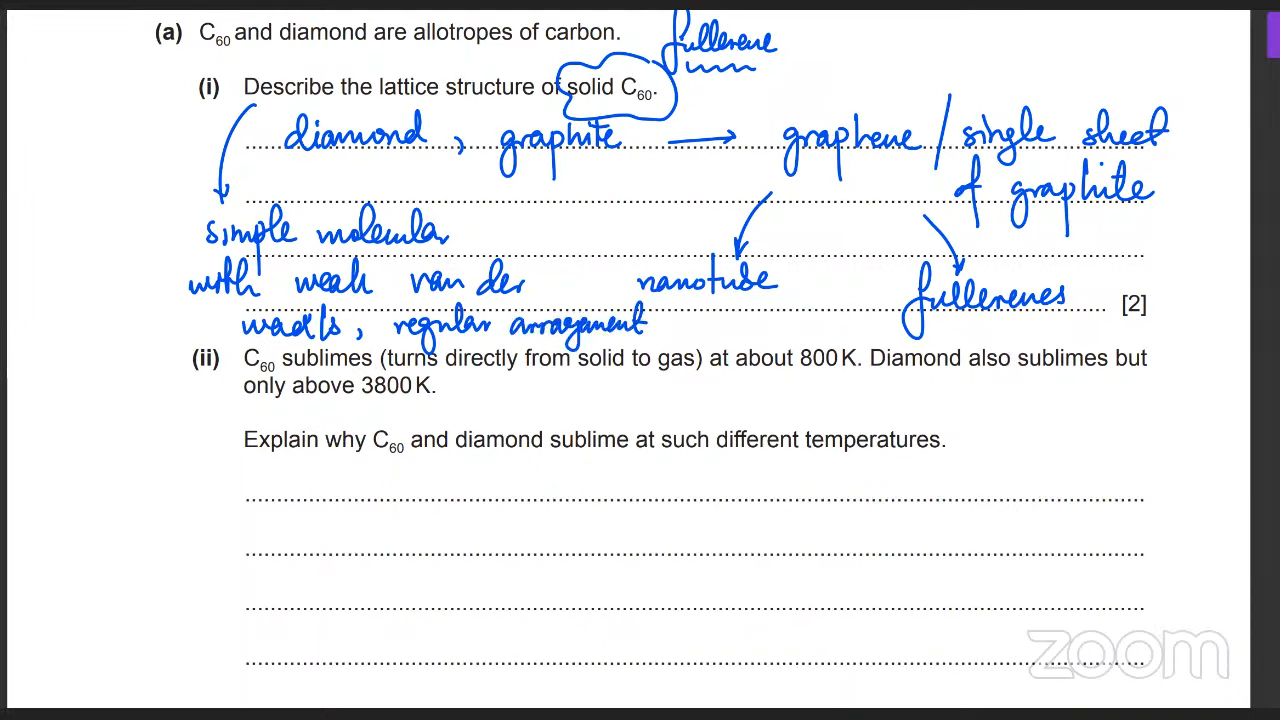 (a) C60 and diamond are allotropes of carbon.
fullerene
(i) Describe the lattice structure of solid C60.
diamond, graphite → graphene / single sheet
of graphite
simple molecular
with weak van der
waal's, regular arragement
nanotube
fullerenes
[2]
(ii) C60 sublimes (turns directly from solid to gas) at about 800 K. Diamond also sublimes but
only above 3800 K.
Explain why C60 and diamond sublime at such different temperatures.
zoom